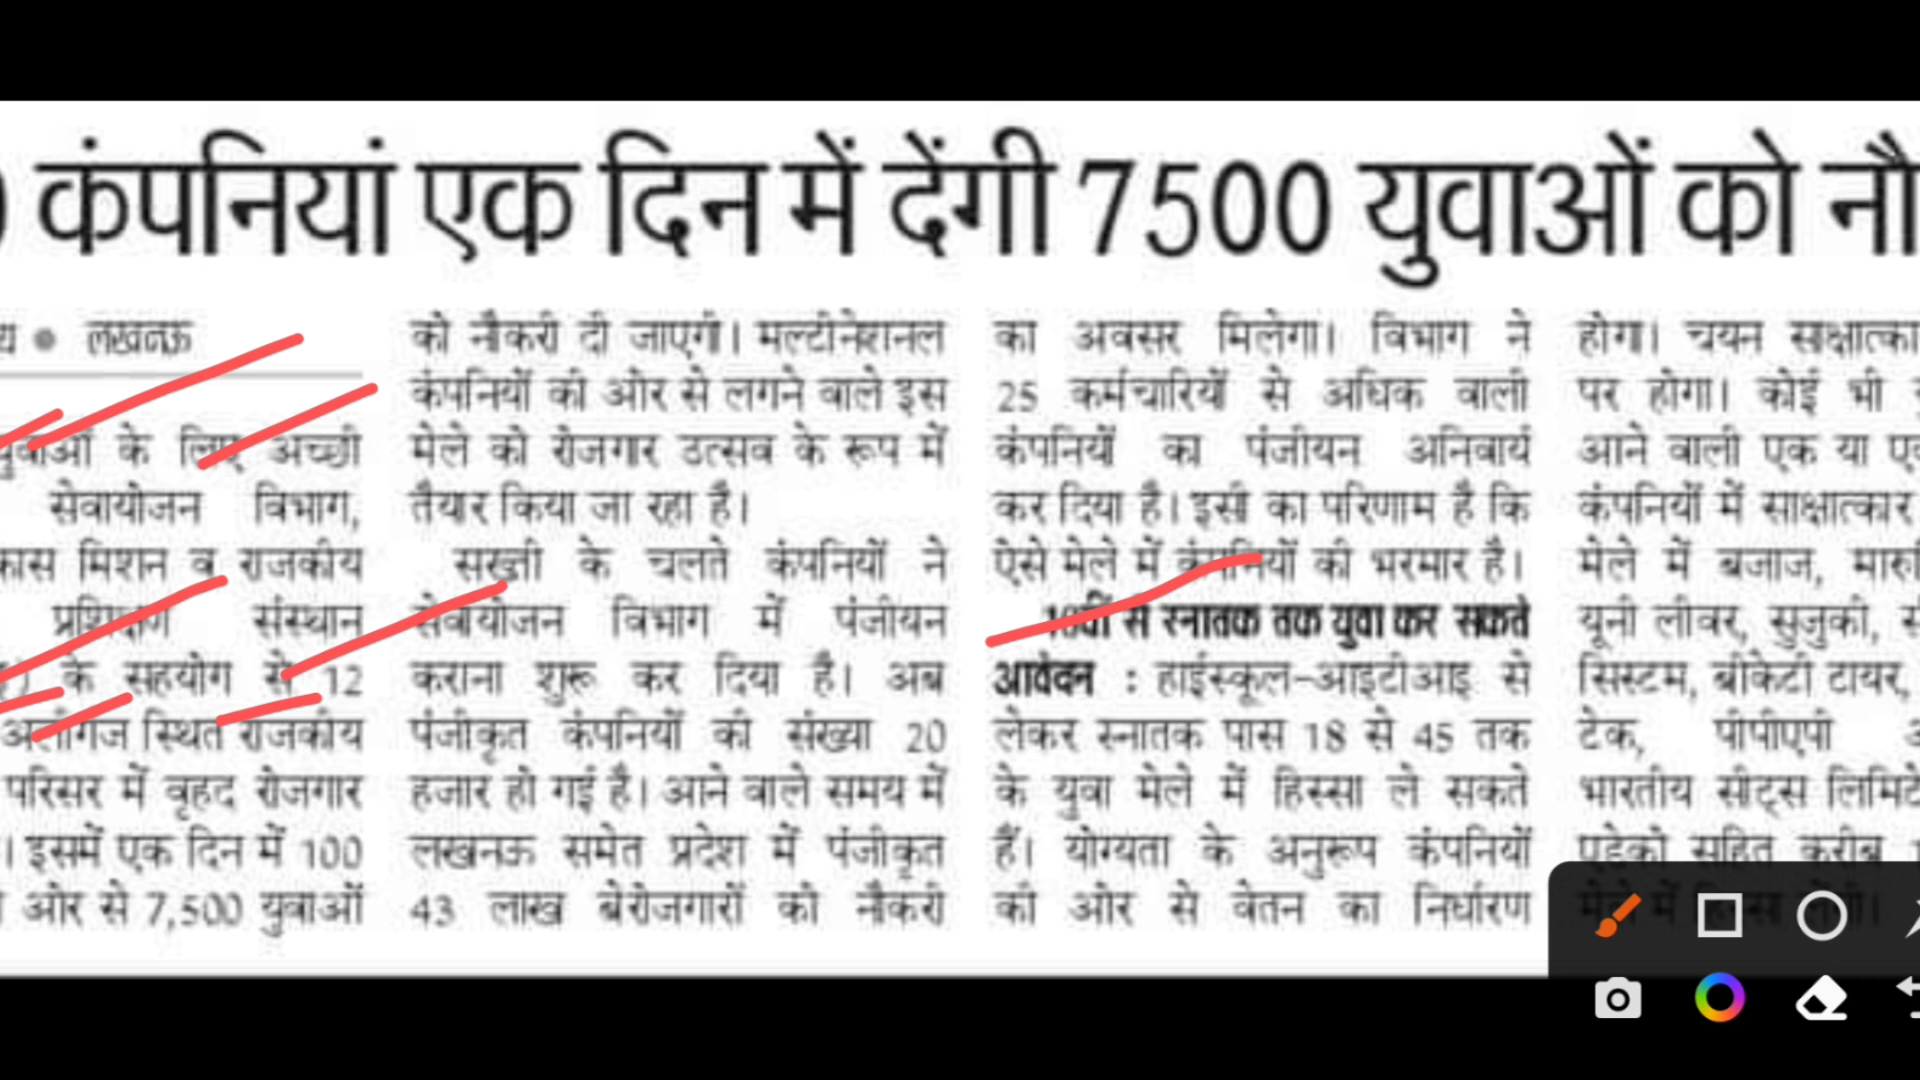 कंपनियां एक दिन में देंगी 7500 युवाओं को नौ
लखनऊ
युवाओं के लिए अच्छी
सेवायोजन विभाग,
मिशन व राजकीय
प्रशिक्षण संस्थान
के सहयोग से 12
अलीगंज स्थित राजकीय
परिसर में वृहद रोजगार
। इसमें एक दिन में 100
ओर से 7,500 युवाओं
को नौकरी दी जाएगी। मल्टीनेशनल
कंपनियों की ओर से लगने वाले इस
मेले को रोजगार उत्सव के रूप में
तैयार किया जा रहा है।
सख्ती के चलते कंपनियों ने
सेवायोजन विभाग में पंजीयन
कराना शुरू कर दिया है। अब
पंजीकृत कंपनियों की संख्या 20
हजार हो गई है। आने वाले समय में
लखनऊ समेत प्रदेश में पंजीकृत
43 लाख बेरोजगारों को नौकरी
का अवसर मिलेगा। विभाग ने
25 कर्मचारियों से अधिक वाली
कंपनियों का पंजीयन अनिवार्य
कर दिया है। इसी का परिणाम है कि
ऐसे मेले में कंपनियों की भरमार है।
10वीं से स्नातक तक युवा कर सकते
आवेदन : हाईस्कूल-आइटीआइ से
लेकर स्नातक पास 18 से 45 तक
के युवा मेले में हिस्सा ले सकते
हैं। योग्यता के अनुरूप कंपनियों
की ओर से वेतन का निर्धारण
होगा। चयन साक्षात्का
पर होगा। कोई भी
आने वाली एक या
कंपनियों में साक्षात्कार
मेले में बजाज, मारु
यूनी लीवर, सुजुकी,
सिस्टम, बीकेटी टायर,
टेक, पीपीएपी
भारतीय सीट्स लिमिटे
एडेको सहित करीब